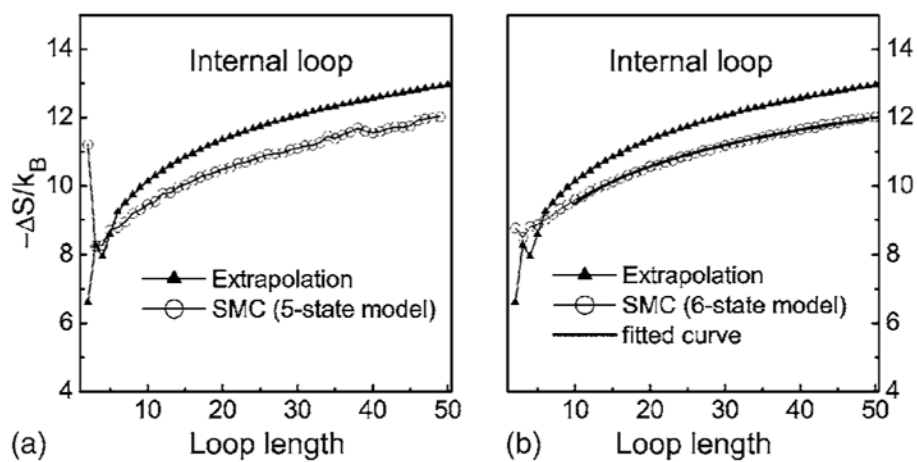 14
12
10
8
6
4
−ΔS/k_B
Internal loop
Extrapolation
SMC (5-state model)
10 20 30 40 50
(a) Loop length
Internal loop
Extrapolation
SMC (6-state model)
fitted curve
14
12
10
8
6
4
10 20 30 40 50
(b) Loop length